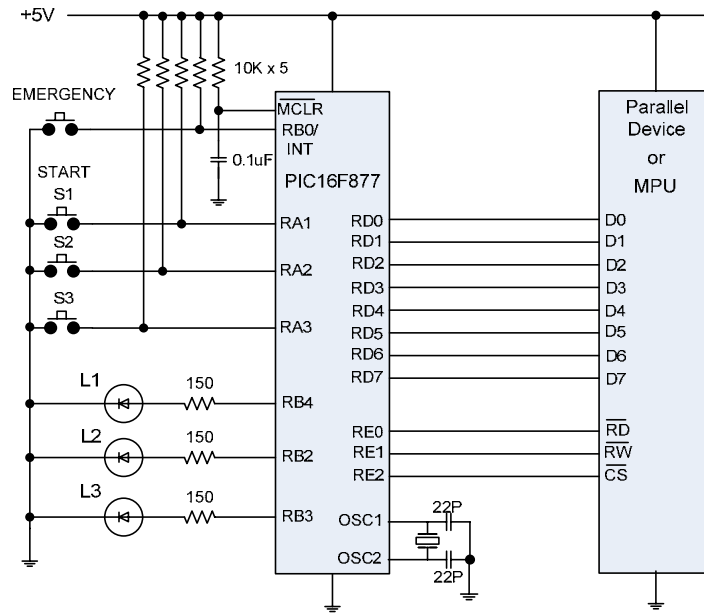 +5V
10K x 5
EMERGENCY
MCLR
RB0/
INT
0.1uF
PIC16F877
Parallel
Device
or
MPU
START
S1
RA1
S2
RA2
S3
RA3
RD0
RD1
RD2
RD3
RD4
RD5
RD6
RD7
D0
D1
D2
D3
D4
D5
D6
D7
L1
150
RB4
L2
150
RB2
L3
150
RB3
RE0
RE1
RE2
RD
RW
CS
OSC1
OSC2
22P
22P